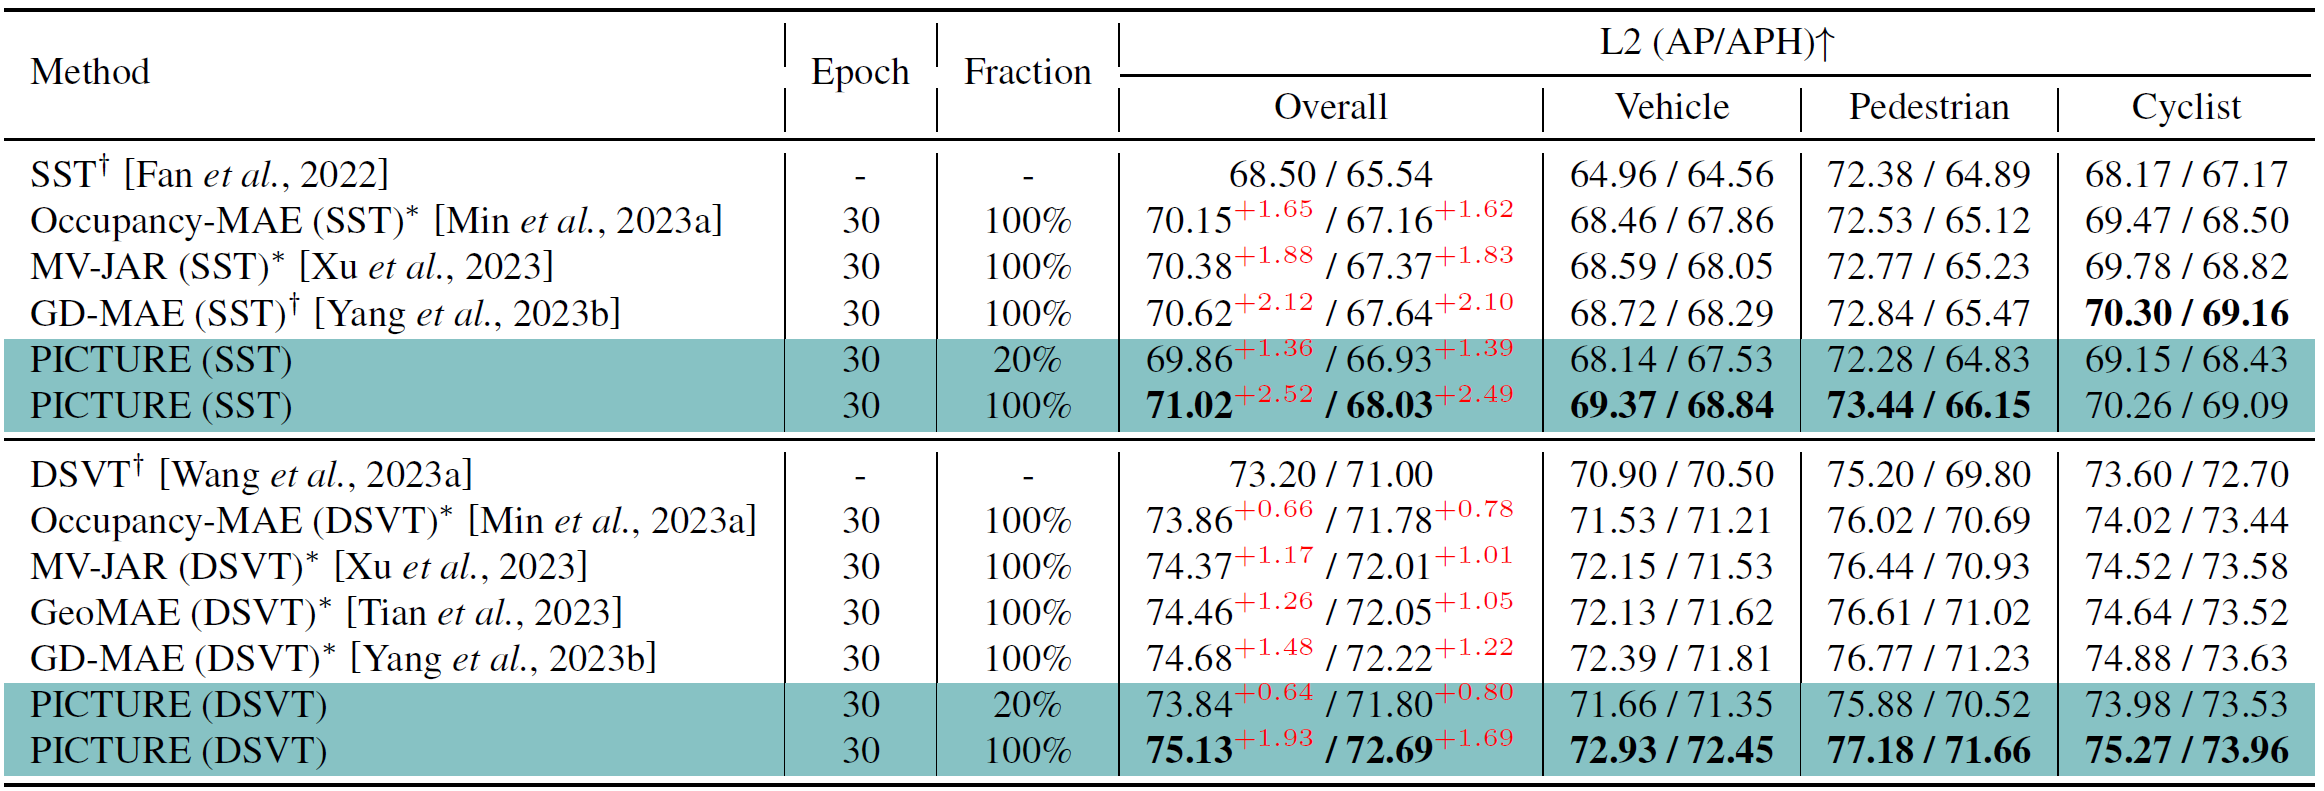 Method Epoch Fraction L2 (AP/APH)↑
Overall Vehicle Pedestrian Cyclist
SST† [Fan et al., 2022] - - 68.50 / 65.54 64.96 / 64.56 72.38 / 64.89 68.17 / 67.17
Occupancy-MAE (SST)* [Min et al., 2023a] 30 100% 70.15+1.65 / 67.16+1.62 68.46 / 67.86 72.53 / 65.12 69.47 / 68.50
MV-JAR (SST)* [Xu et al., 2023] 30 100% 70.38+1.88 / 67.37+1.83 68.59 / 68.05 72.77 / 65.23 69.78 / 68.82
GD-MAE (SST)† [Yang et al., 2023b] 30 100% 70.62+2.12 / 67.64+2.10 68.72 / 68.29 72.84 / 65.47 70.30 / 69.16
PICTURE (SST) 30 20% 69.86+1.36 / 66.93+1.39 68.14 / 67.53 72.28 / 64.83 69.15 / 68.43
PICTURE (SST) 30 100% 71.02+2.52 / 68.03+2.49 69.37 / 68.84 73.44 / 66.15 70.26 / 69.09
DSVT† [Wang et al., 2023a] - - 73.20 / 71.00 70.90 / 70.50 75.20 / 69.80 73.60 / 72.70
Occupancy-MAE (DSVT)* [Min et al., 2023a] 30 100% 73.86+0.66 / 71.78+0.78 71.53 / 71.21 76.02 / 70.69 74.02 / 73.44
MV-JAR (DSVT)* [Xu et al., 2023] 30 100% 74.37+1.17 / 72.01+1.01 72.15 / 71.53 76.44 / 70.93 74.52 / 73.58
GeoMAE (DSVT)* [Tian et al., 2023] 30 100% 74.46+1.26 / 72.05+1.05 72.13 / 71.62 76.61 / 71.02 74.64 / 73.52
GD-MAE (DSVT)* [Yang et al., 2023b] 30 100% 74.68+1.48 / 72.22+1.22 72.39 / 71.81 76.77 / 71.23 74.88 / 73.63
PICTURE (DSVT) 30 20% 73.84+0.64 / 71.80+0.80 71.66 / 71.35 75.88 / 70.52 73.98 / 73.53
PICTURE (DSVT) 30 100% 75.13+1.93 / 72.69+1.69 72.93 / 72.45 77.18 / 71.66 75.27 / 73.96